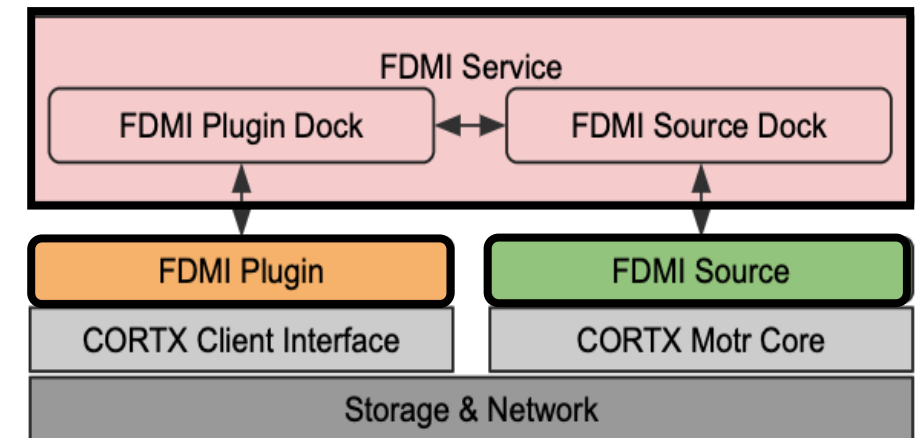 FDMI Service
FDMI Plugin Dock
FDMI Source Dock
FDMI Plugin
FDMI Source
CORTX Client Interface
CORTX Motr Core
Storage & Network